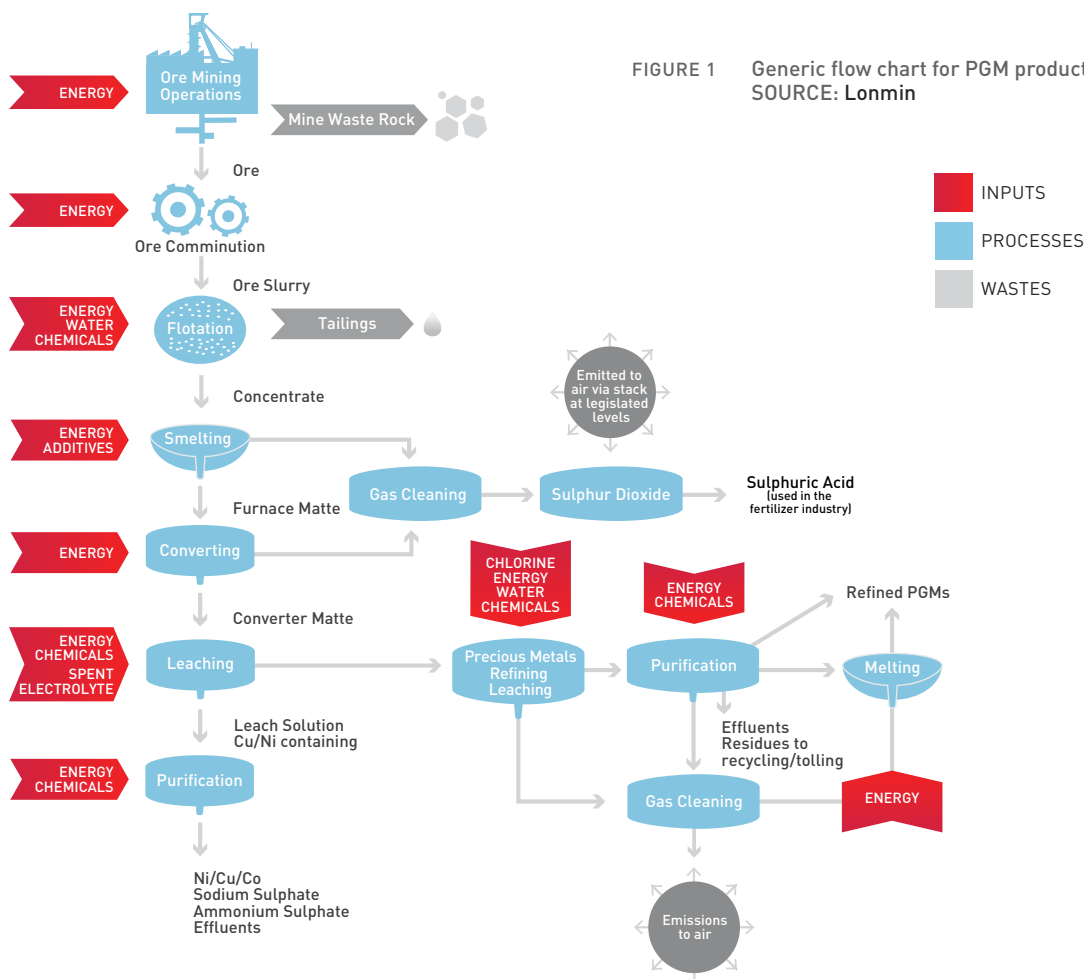 FIGURE 1 Generic flow chart for PGM product
SOURCE: Lonmin
ENERGY
Ore Mining
Operations
Mine Waste Rock
Ore
INPUTS
PROCESSES
WASTES
ENERGY
Ore Comminution
Ore Slurry
ENERGY
WATER
CHEMICALS
Flotation
Tailings
Concentrate
Emitted to
air via stack
at legislated
levels
ENERGY
ADDITIVES
Smelting
Gas Cleaning
Sulphur Dioxide
Sulphuric Acid
(used in the
fertilizer industry)
Furnace Matte
ENERGY
Converting
Converter Matte
CHLORINE
ENERGY
WATER
CHEMICALS
ENERGY
CHEMICALS
Refined PGMs
ENERGY
CHEMICALS
SPENT
ELECTROLYTE
Leaching
Precious Metals
Refining
Leaching
Purification
Melting
Leach Solution
Cu/Ni containing
Effluents
Residues to
recycling/tolling
ENERGY
CHEMICALS
Purification
Gas Cleaning
ENERGY
Ni/Cu/Co
Sodium Sulphate
Ammonium Sulphate
Effluents
Emissions
to air